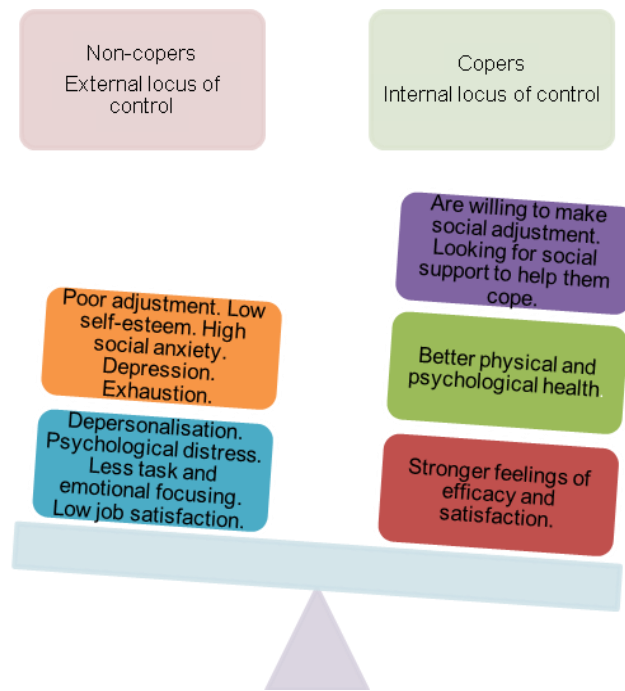 Non-copers
External locus of
control
Copers
Internal locus of control
Poor adjustment. Low
self-esteem. High
social anxiety.
Depression.
Exhaustion.
Depersonalisation.
Psychological distress.
Less task and
emotional focusing.
Low job satisfaction.
Are willing to make
social adjustment.
Looking for social
support to help them
cope.
Better physical and
psychological health.
Stronger feelings of
efficacy and
satisfaction.